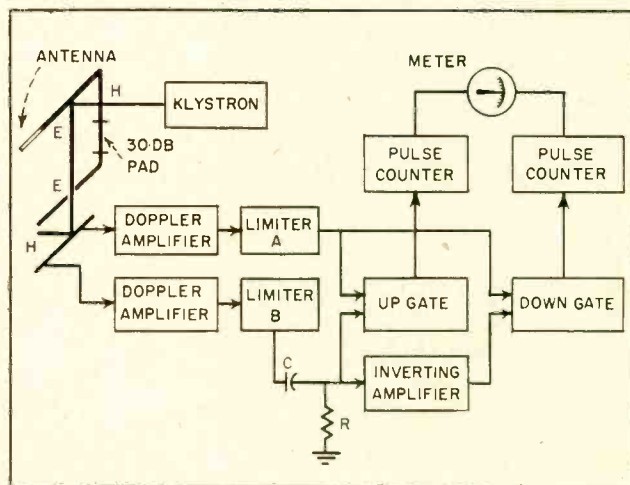 ANTENNA
H
KLYSTRON
E
30-DB
PAD
E
H
METER
PULSE
COUNTER
PULSE
COUNTER
DOPPLER
AMPLIFIER
LIMITER
A
DOPPLER
AMPLIFIER
LIMITER
B
UP GATE
DOWN GATE
C
INVERTING
AMPLIFIER
R